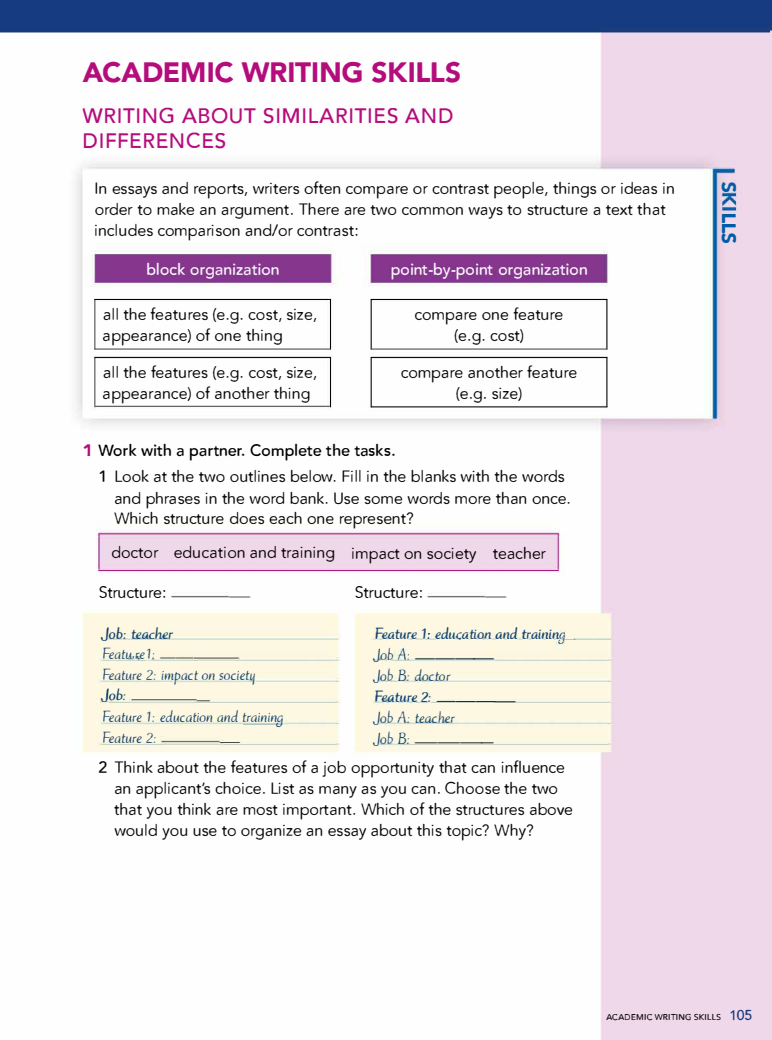 ACADEMIC WRITING SKILLS
WRITING ABOUT SIMILARITIES AND
DIFFERENCES
SKILLS
In essays and reports, writers often compare or contrast people, things or ideas in
order to make an argument. There are two common ways to structure a text that
includes comparison and/or contrast:
block organization
all the features (e.g. cost, size,
appearance) of one thing
all the features (e.g. cost, size,
appearance) of another thing
point-by-point organization
compare one feature
(e.g. cost)
compare another feature
(e.g. size)
1 Work with a partner. Complete the tasks.
1 Look at the two outlines below. Fill in the blanks with the words
and phrases in the word bank. Use some words more than once.
Which structure does each one represent?
doctor education and training impact on society teacher
Structure: ________
Job: teacher
Feature 1: ________
Feature 2: impact on society
Job: ________
Feature 1: education and training
Feature 2: ________
Structure: ________
Feature 1: education and training
Job A: ________
Job B: doctor
Feature 2: ________
Job A: teacher
Job B: ________
2 Think about the features of a job opportunity that can influence
an applicant's choice. List as many as you can. Choose the two
that you think are most important. Which of the structures above
would you use to organize an essay about this topic? Why?
ACADEMIC WRITING SKILLS 105